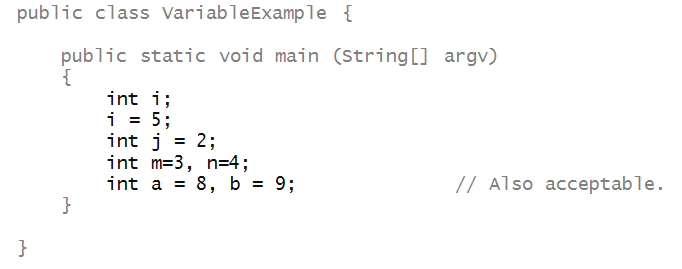 public class VariableExample {
public static void main (String[] argv)
{
int i;
i = 5;
int j = 2;
int m=3, n=4;
int a = 8, b = 9; // Also acceptable.
}
}